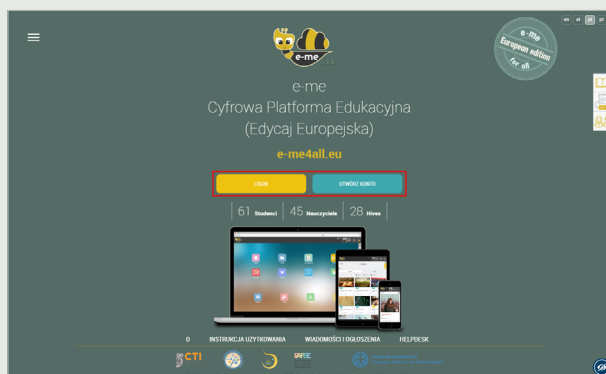 en el pl pt
e-me
European edition
for all
e-me
e-me
Cyfrowa Platforma Edukacyjna
(Edycaj Europejska)
e-me4all.eu
LOGIN UTWÓRZ KONTO
61 Studenci 45 Nauczyciele 28 Hives
O INSTRUKCJA UŻYTKOWANIA WIADOMOŚCI I OGŁOSZENIA HELPDESK
CTI